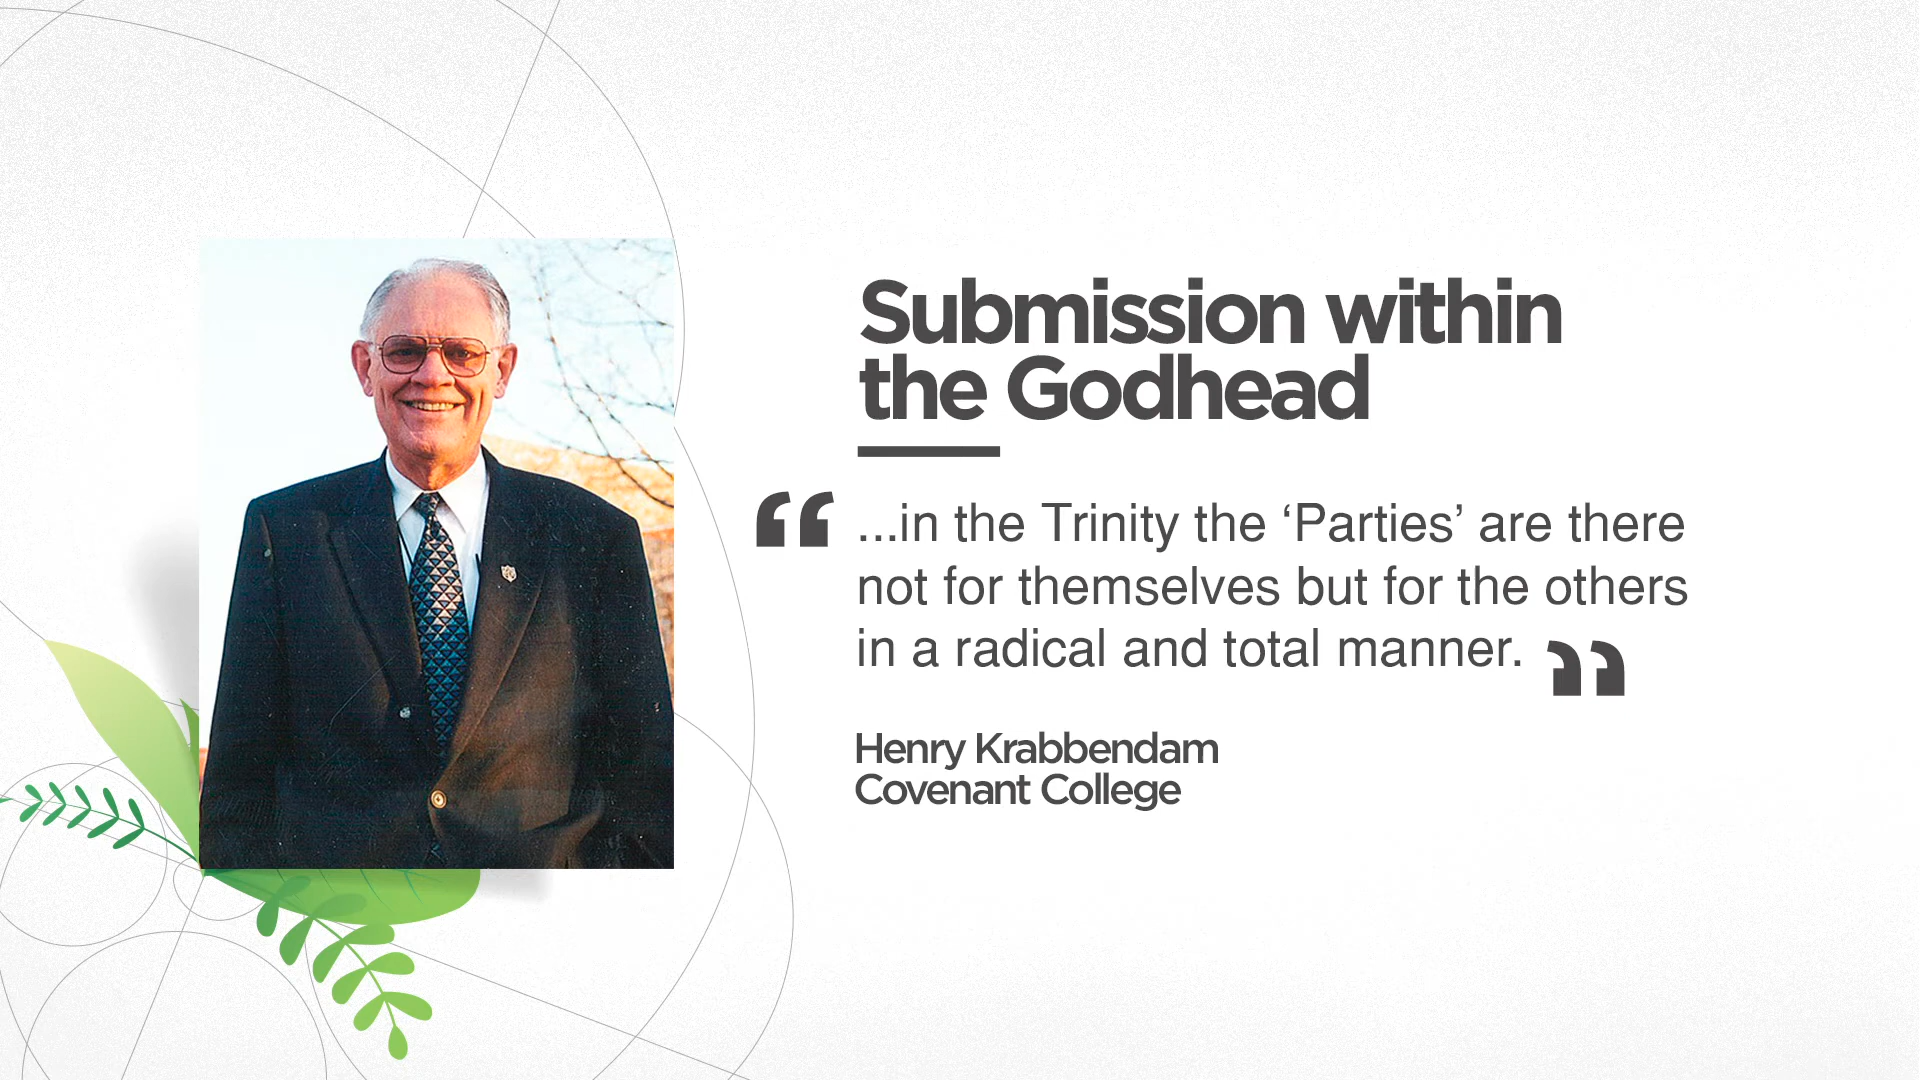 Submission within
the Godhead
“ ...in the Trinity the ‘Parties’ are there
not for themselves but for the others
in a radical and total manner. ”
Henry Krabbendam
Covenant College